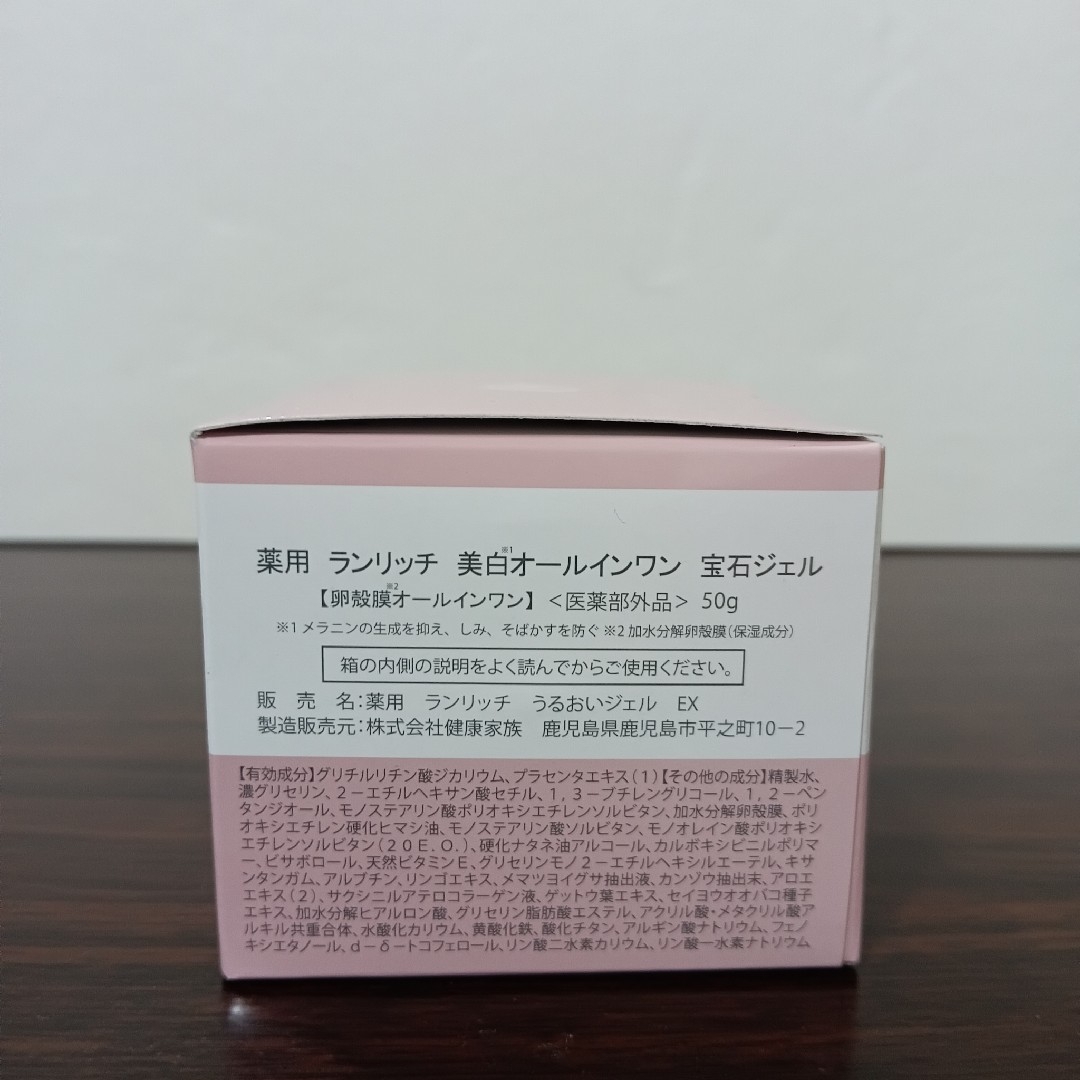 薬用 ランリッチ 美白※1オールインワン 宝石ジェル
【卵殻膜※2オールインワン】＜医薬部外品＞ 50g
※1 メラニンの生成を抑え、しみ、そばかすを防ぐ ※2 加水分解卵殻膜（保湿成分）
箱の内側の説明をよく読んでからご使用ください。
販 売 名：薬用 ランリッチ うるおいジェル EX
製造販売元：株式会社健康家族 鹿児島県鹿児島市平之町10−2
【有効成分】グリチルリチン酸ジカリウム、プラセンタエキス（1）【その他の成分】精製水、
濃グリセリン、2−エチルヘキサン酸セチル、1，3−ブチレングリコール、1，2−ペン
タンジオール、モノステアリン酸ポリオキシエチレンソルビタン、加水分解卵殻膜、ポリ
オキシエチレン硬化ヒマシ油、モノステアリン酸ソルビタン、モノオレイン酸ポリオキシ
エチレンソルビタン（20E．O．）、硬化ナタネ油アルコール、カルボキシビニルポリマ
ー、ビサボロール、天然ビタミンE、グリセリンモノ2−エチルヘキシルエーテル、キサ
ンタンガム、アルブチン、リンゴエキス、メマツヨイグサ抽出液、カンゾウ抽出末、アロエ
エキス（2）、サクシニルアテロコラーゲン液、ゲットウ葉エキス、セイヨウオオバコ種子
エキス、加水分解ヒアルロン酸、グリセリン脂肪酸エステル、アクリル酸・メタクリル酸ア
ルキル共重合体、水酸化カリウム、黄酸化鉄、酸化チタン、アルギン酸ナトリウム、フェノ
キシエタノール、d−δ−トコフェロール、リン酸二水素カリウム、リン酸一水素ナトリウム